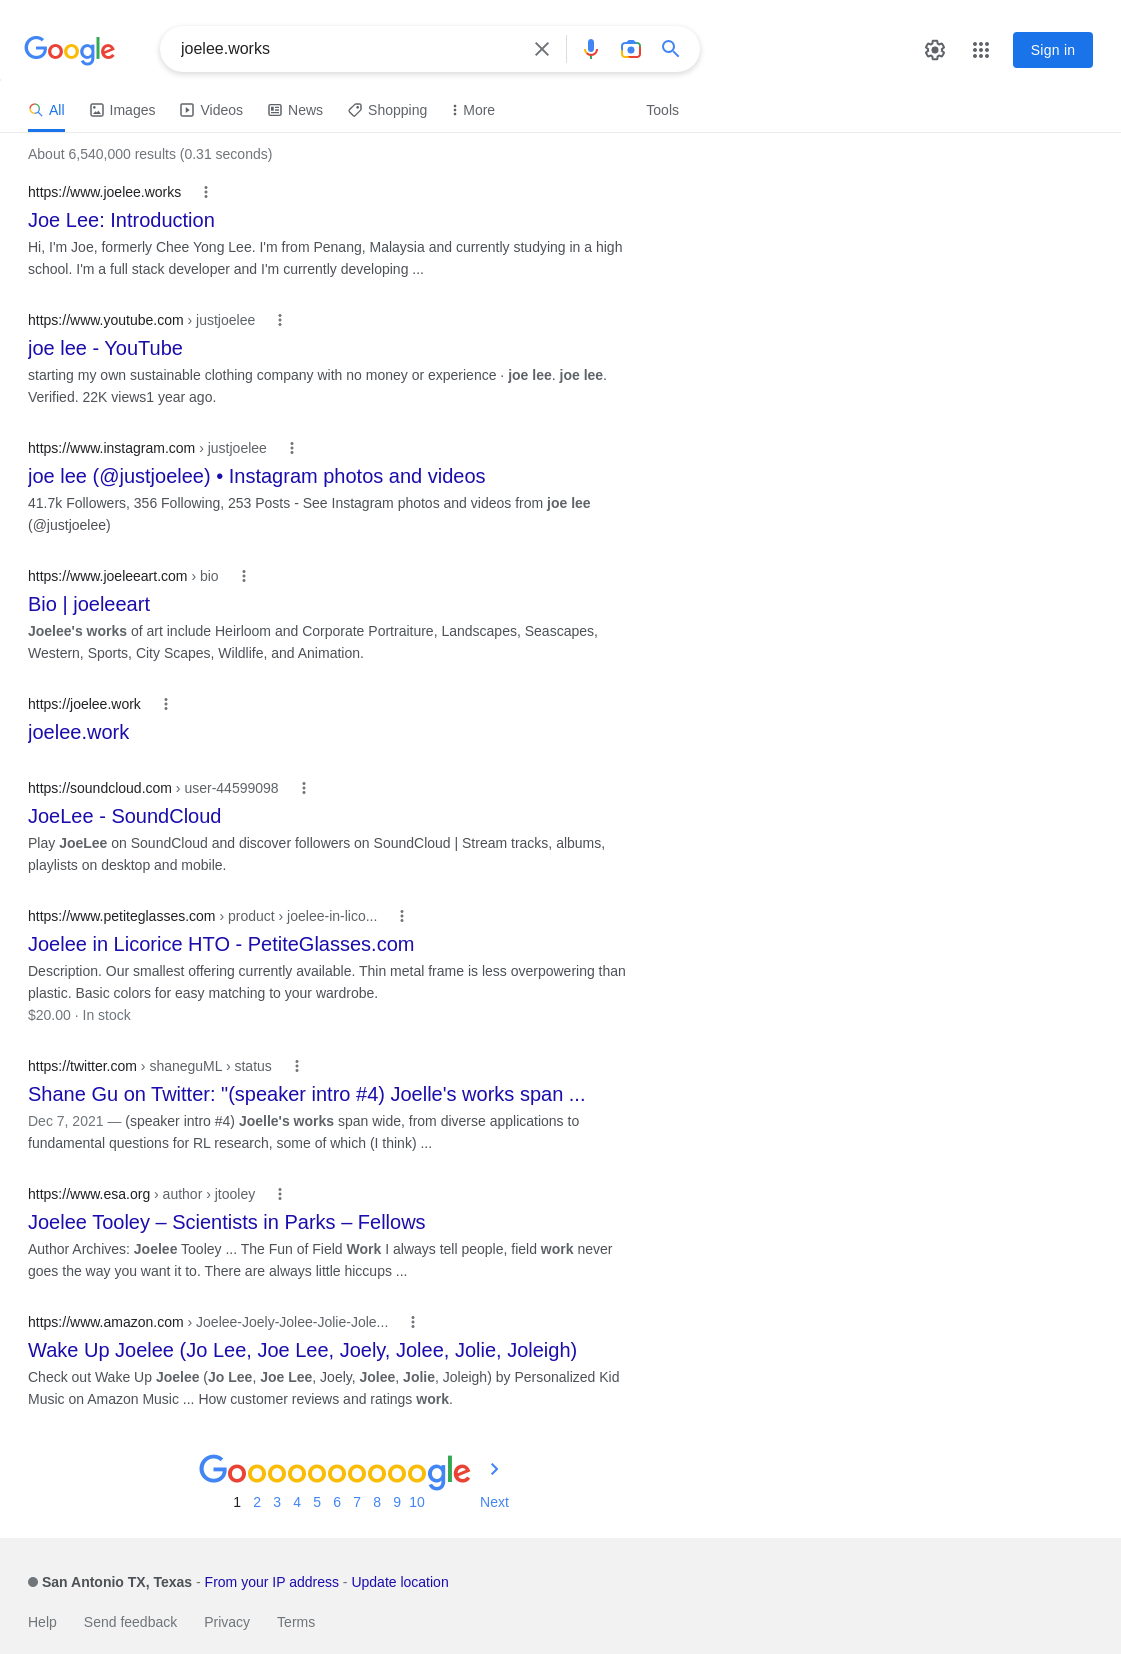 Google
joelee.works
Sign in
All
Images
Videos
News
Shopping
More
Tools
About 6,540,000 results (0.31 seconds)
https://www.joelee.works
Joe Lee: Introduction
Hi, I'm Joe, formerly Chee Yong Lee. I'm from Penang, Malaysia and currently studying in a high
school. I'm a full stack developer and I'm currently developing ...
https://www.youtube.com › justjoelee
joe lee - YouTube
starting my own sustainable clothing company with no money or experience · joe lee. joe lee.
Verified. 22K views1 year ago.
https://www.instagram.com › justjoelee
joe lee (@justjoelee) • Instagram photos and videos
41.7k Followers, 356 Following, 253 Posts - See Instagram photos and videos from joe lee
(@justjoelee)
https://www.joeleeart.com › bio
Bio | joeleeart
Joelee's works of art include Heirloom and Corporate Portraiture, Landscapes, Seascapes,
Western, Sports, City Scapes, Wildlife, and Animation.
https://joelee.work
joelee.work
https://soundcloud.com › user-44599098
JoeLee - SoundCloud
Play JoeLee on SoundCloud and discover followers on SoundCloud | Stream tracks, albums,
playlists on desktop and mobile.
https://www.petiteglasses.com › product › joelee-in-lico...
Joelee in Licorice HTO - PetiteGlasses.com
Description. Our smallest offering currently available. Thin metal frame is less overpowering than
plastic. Basic colors for easy matching to your wardrobe.
$20.00 · In stock
https://twitter.com › shaneguML › status
Shane Gu on Twitter: "(speaker intro #4) Joelle's works span ...
Dec 7, 2021 — (speaker intro #4) Joelle's works span wide, from diverse applications to
fundamental questions for RL research, some of which (I think) ...
https://www.esa.org › author › jtooley
Joelee Tooley – Scientists in Parks – Fellows
Author Archives: Joelee Tooley ... The Fun of Field Work I always tell people, field work never
goes the way you want it to. There are always little hiccups ...
https://www.amazon.com › Joelee-Joely-Jolee-Jolie-Jole...
Wake Up Joelee (Jo Lee, Joe Lee, Joely, Jolee, Jolie, Joleigh)
Check out Wake Up Joelee (Jo Lee, Joe Lee, Joely, Jolee, Jolie, Joleigh) by Personalized Kid
Music on Amazon Music ... How customer reviews and ratings work.
Goooooooooogle
1 2 3 4 5 6 7 8 9 10 Next
San Antonio TX, Texas - From your IP address - Update location
Help Send feedback Privacy Terms